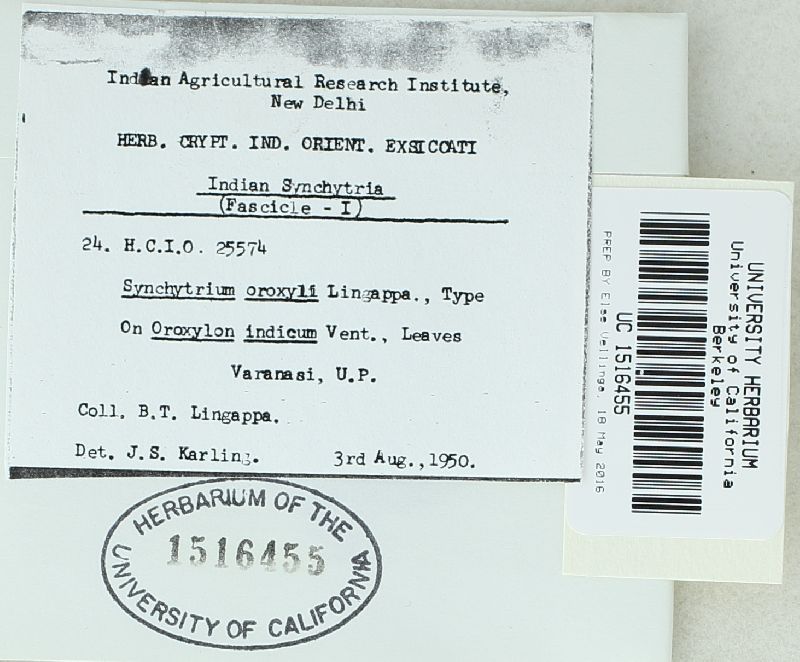 Indian Agricultural Research Institute,
New Delhi
HERB. CRYPT. IND. ORIENT. EXSICCATI
Indian Synchytria
(Fascicle - I)
24. H.C.I.O. 25574
Synchytrium oroxyli Lingappa., Type
On Oroxylon indicum Vent., Leaves
Varanasi, U.P.
Coll. B.T. Lingappa.
Det. J.S. Karling. 3rd Aug., 1950.
HERBARIUM OF THE
1516455
UNIVERSITY OF CALIFORNIA
UNIVERSITY HERBARIUM
University of California
Berkeley
UC 1516455
PREP BY Else Vellinga, 18 May 2016